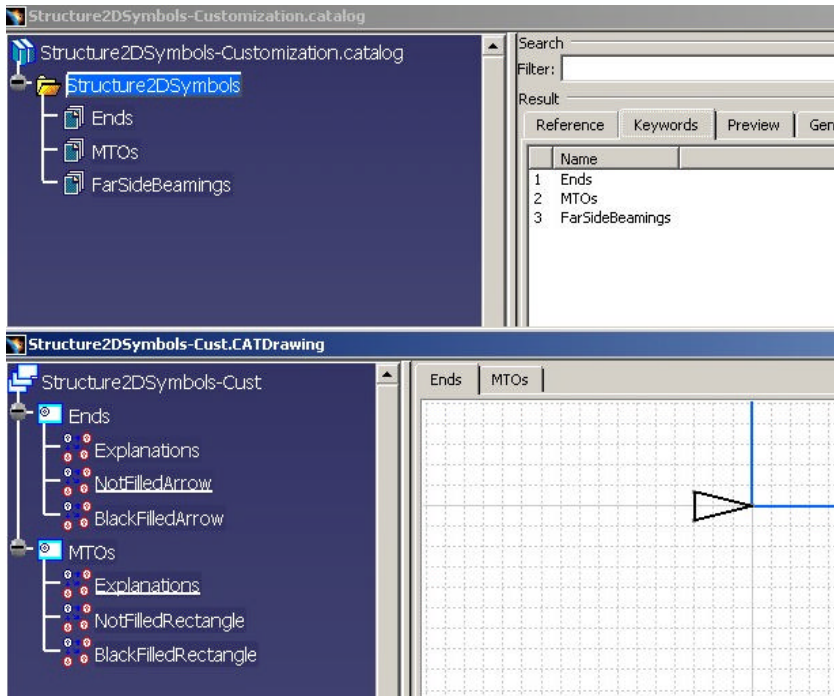 Structure2DSymbols-Customization.catalog
Structure2DSymbols-Customization.catalog
Structure2DSymbols
Ends
MTOs
FarSideBeamings
Search
Filter:
Result
Reference Keywords Preview Gen
Name
1 Ends
2 MTOs
3 FarSideBeamings
Structure2DSymbols-Cust.CATDrawing
Structure2DSymbols-Cust
Ends
Explanations
NotFilledArrow
BlackFilledArrow
MTOs
Explanations
NotFilledRectangle
BlackFilledRectangle
Ends MTOs